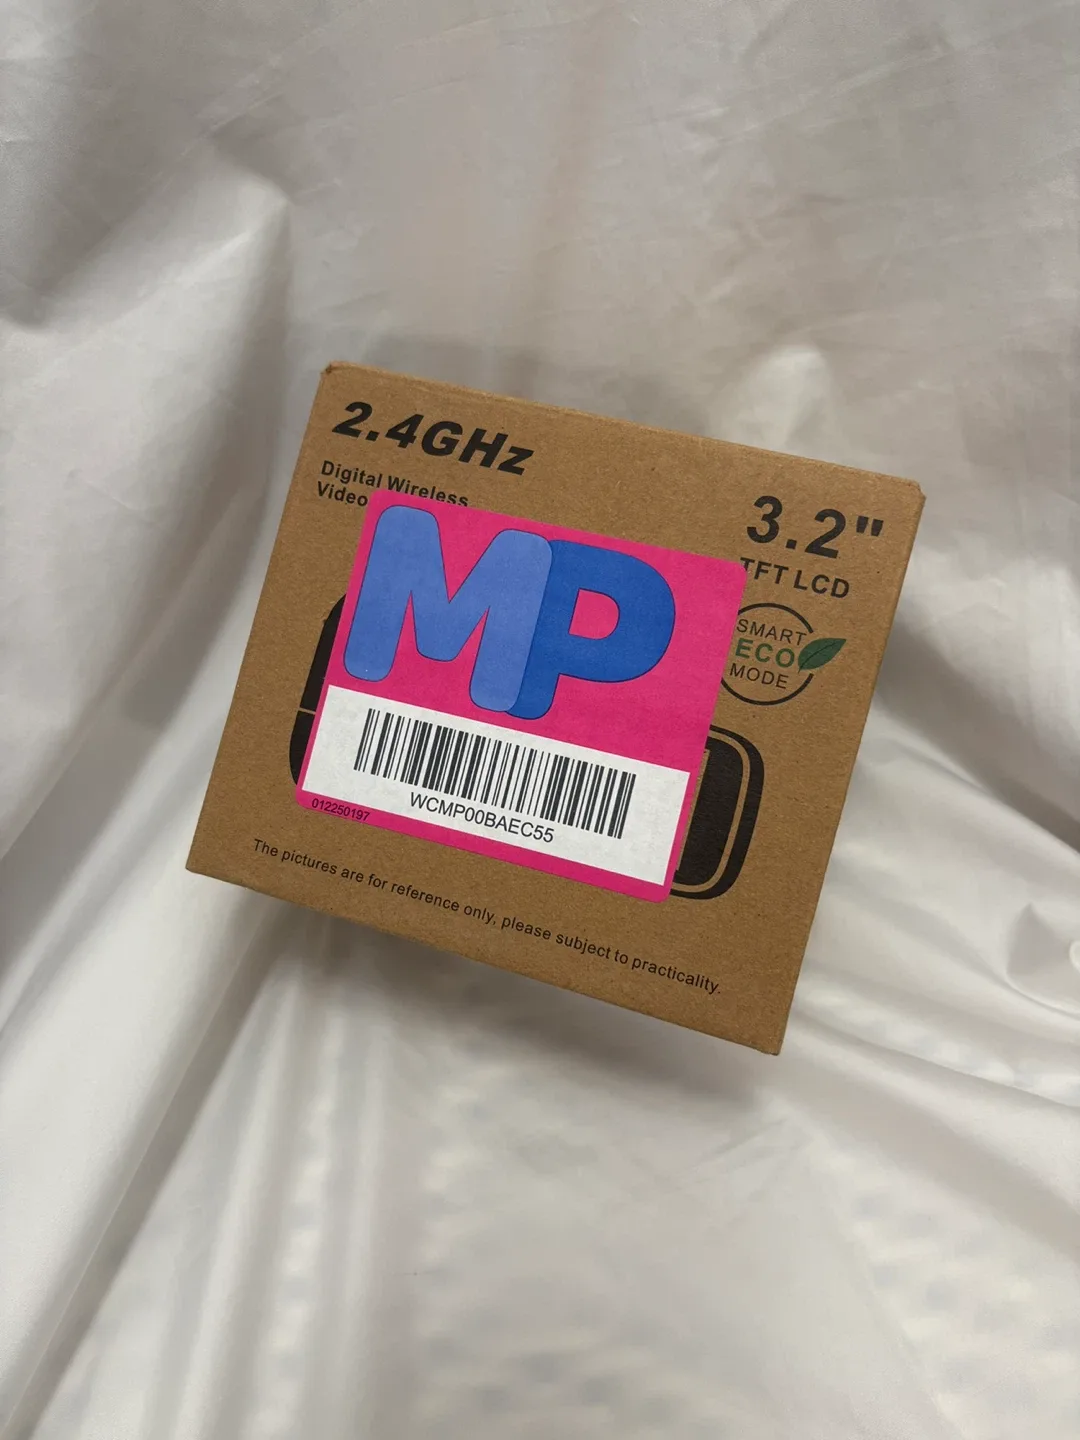 2.4GHz
Digital Wireless
Video
3.2"
TFT LCD
SMART
ECO
MODE
MP
WCMP00BAEC55
012250197
The pictures are for reference only, please subject to practicality.